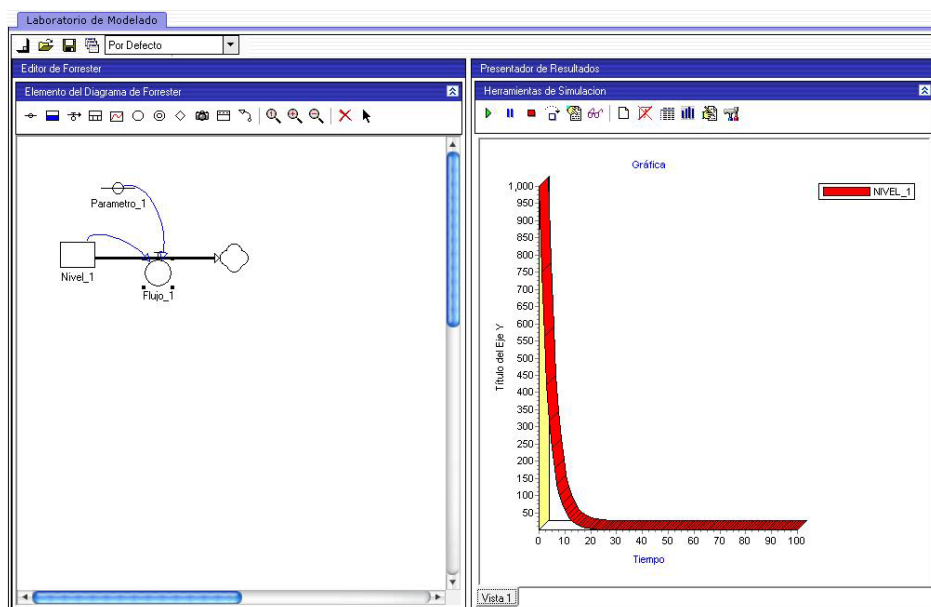 Laboratorio de Modelado
Por Defecto
Editor de Forrester
Elemento del Diagrama de Forrester
Parametro_1
Nivel_1
Flujo_1
Presentador de Resultados
Herramientas de Simulacion
Gráfica
NIVEL_1
1,000
950
900
850
800
750
700
650
600
550
500
450
400
350
300
250
200
150
100
50
Título del Eje Y
0 10 20 30 40 50 60 70 80 90 100
Tiempo
Vista 1